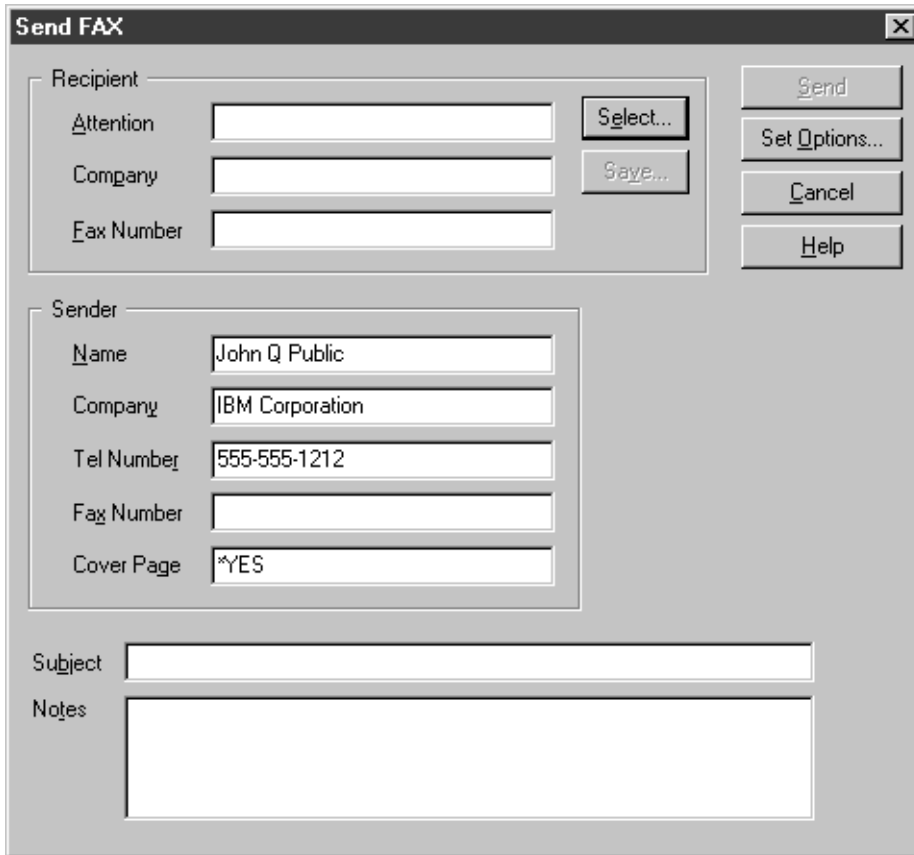 Send FAX
Recipient
Attention
Select...
Company
Save...
Fax Number
Send
Set Options...
Cancel
Help
Sender
Name John Q Public
Company IBM Corporation
Tel Number 555-555-1212
Fax Number
Cover Page *YES
Subject
Notes